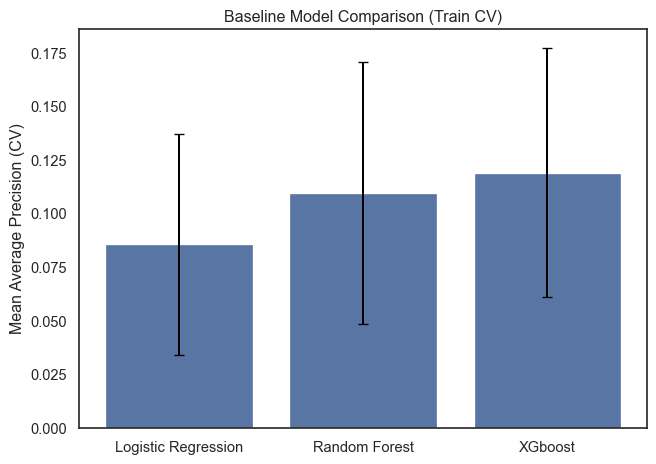 Baseline Model Comparison (Train CV)
Mean Average Precision (CV)
0.175
0.150
0.125
0.100
0.075
0.050
0.025
0.000
Logistic Regression
Random Forest
XGboost